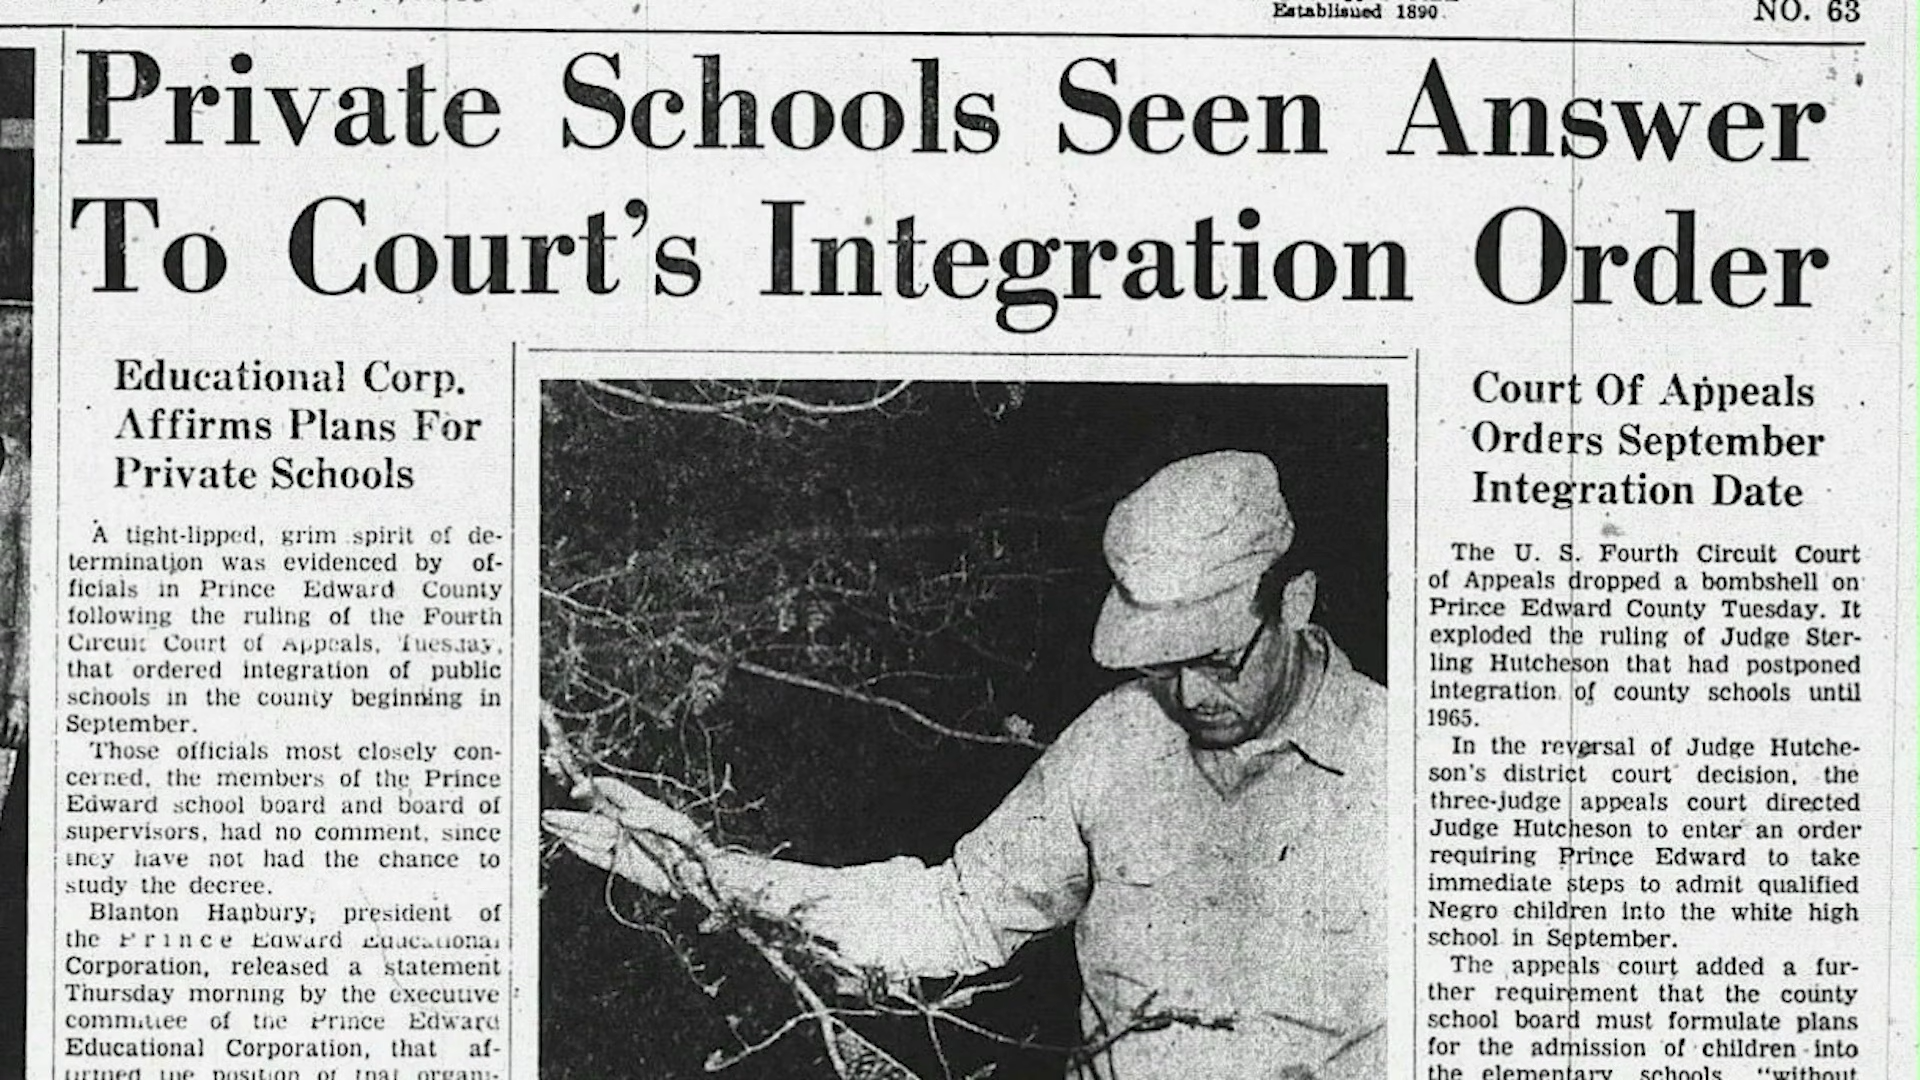 Established 1890
NO. 63
Private Schools Seen Answer
To Court's Integration Order
Educational Corp.
Affirms Plans For
Private Schools
A tight-lipped, grim spirit of de-
termination was evidenced by of-
ficials in Prince Edward County
following the ruling of the Fourth
Circuit Court of Appeals, Tuesday,
that ordered integration of public
schools in the county beginning in
September.
Those officials most closely con-
cerned, the members of the Prince
Edward school board and board of
supervisors, had no comment, since
they have not had the chance to
study the decree.
Blanton Hanbury, president of
the Prince Edward Educational
Corporation, released a statement
Thursday morning by the executive
committee of the Prince Edward
Educational Corporation, that af-
firmed the position of that organi-
Court Of Appeals
Orders September
Integration Date
The U. S. Fourth Circuit Court
of Appeals dropped a bombshell on
Prince Edward County Tuesday. It
exploded the ruling of Judge Ster-
ling Hutcheson that had postponed
integration of county schools until
1965.
In the reversal of Judge Hutche-
son's district court decision, the
three-judge appeals court directed
Judge Hutcheson to enter an order
requiring Prince Edward to take
immediate steps to admit qualified
Negro children into the white high
school in September.
The appeals court added a fur-
ther requirement that the county
school board must formulate plans
for the admission of children into
the elementary schools "without